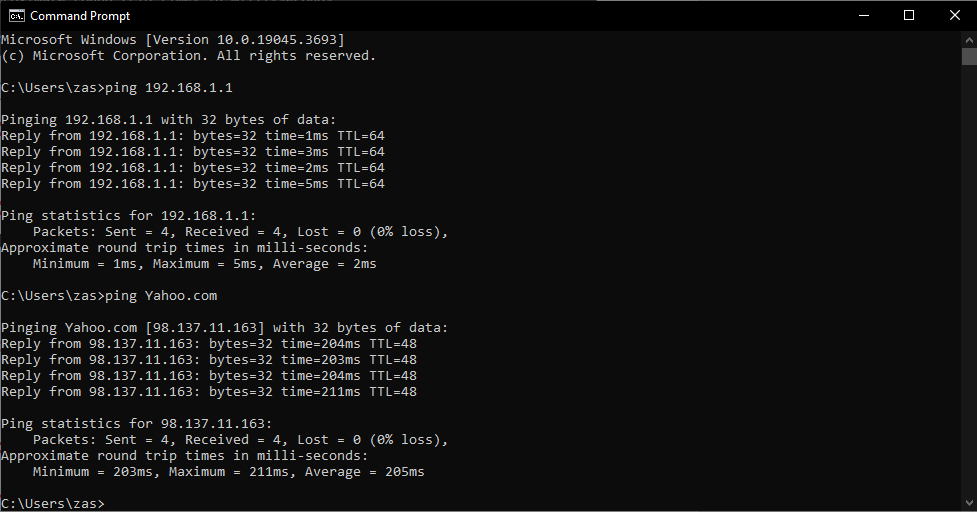 Command Prompt
Microsoft Windows [Version 10.0.19045.3693]
(c) Microsoft Corporation. All rights reserved.
C:\Users\zas>ping 192.168.1.1
Pinging 192.168.1.1 with 32 bytes of data:
Reply from 192.168.1.1: bytes=32 time=1ms TTL=64
Reply from 192.168.1.1: bytes=32 time=3ms TTL=64
Reply from 192.168.1.1: bytes=32 time=2ms TTL=64
Reply from 192.168.1.1: bytes=32 time=5ms TTL=64
Ping statistics for 192.168.1.1:
    Packets: Sent = 4, Received = 4, Lost = 0 (0% loss),
Approximate round trip times in milli-seconds:
    Minimum = 1ms, Maximum = 5ms, Average = 2ms
C:\Users\zas>ping Yahoo.com
Pinging Yahoo.com [98.137.11.163] with 32 bytes of data:
Reply from 98.137.11.163: bytes=32 time=204ms TTL=48
Reply from 98.137.11.163: bytes=32 time=203ms TTL=48
Reply from 98.137.11.163: bytes=32 time=204ms TTL=48
Reply from 98.137.11.163: bytes=32 time=211ms TTL=48
Ping statistics for 98.137.11.163:
    Packets: Sent = 4, Received = 4, Lost = 0 (0% loss),
Approximate round trip times in milli-seconds:
    Minimum = 203ms, Maximum = 211ms, Average = 205ms
C:\Users\zas>